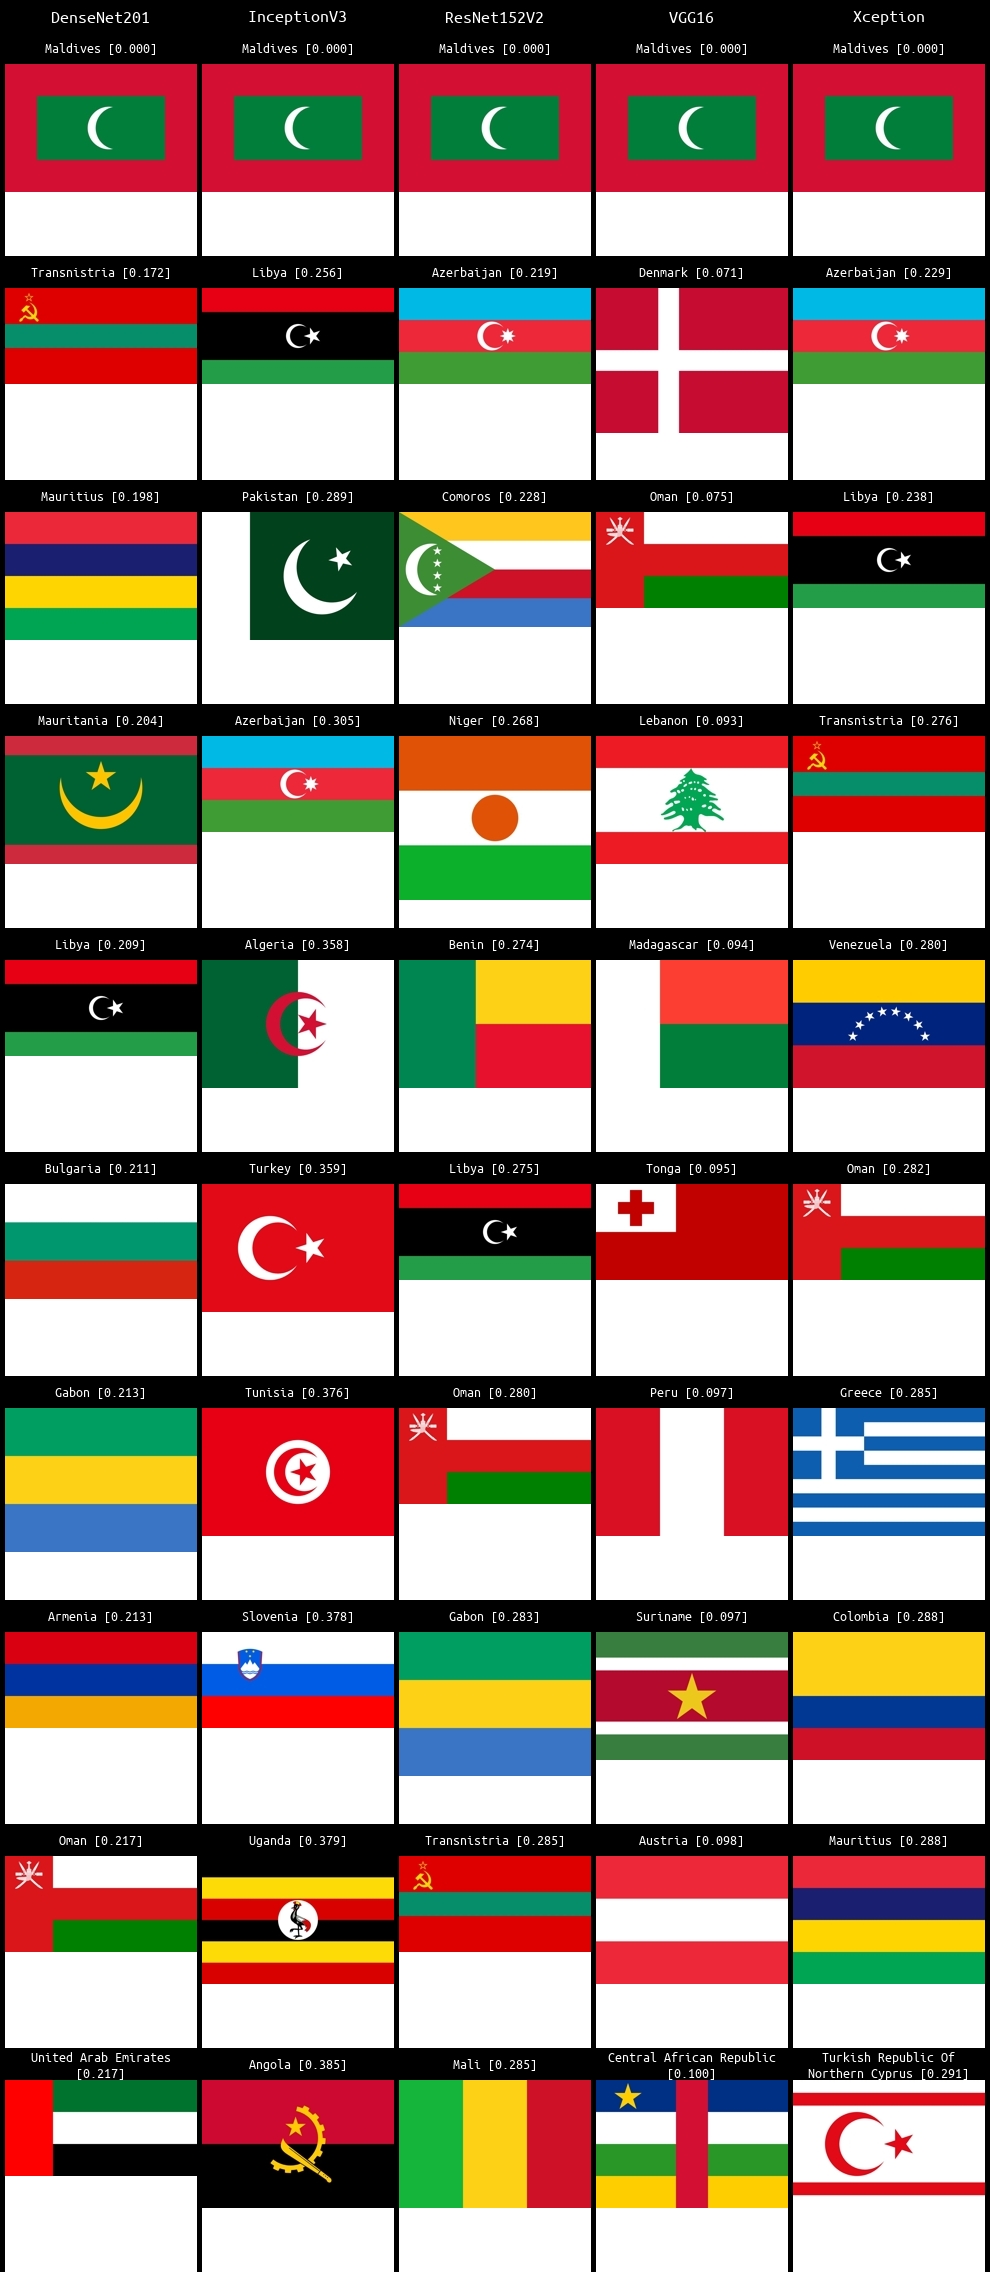 DenseNet201 InceptionV3 ResNet152V2 VGG16 Xception
Maldives [0.000] Maldives [0.000] Maldives [0.000] Maldives [0.000] Maldives [0.000]
Transnistria [0.172] Libya [0.256] Azerbaijan [0.219] Denmark [0.071] Azerbaijan [0.229]
Mauritius [0.198] Pakistan [0.289] Comoros [0.228] Oman [0.075] Libya [0.238]
Mauritania [0.204] Azerbaijan [0.305] Niger [0.268] Lebanon [0.093] Transnistria [0.276]
Libya [0.209] Algeria [0.358] Benin [0.274] Madagascar [0.094] Venezuela [0.280]
Bulgaria [0.211] Turkey [0.359] Libya [0.275] Tonga [0.095] Oman [0.282]
Gabon [0.213] Tunisia [0.376] Oman [0.280] Peru [0.097] Greece [0.285]
Armenia [0.213] Slovenia [0.378] Gabon [0.283] Suriname [0.097] Colombia [0.288]
Oman [0.217] Uganda [0.379] Transnistria [0.285] Austria [0.098] Mauritius [0.288]
United Arab Emirates
[0.217]
Angola [0.385] Mali [0.285]
Central African Republic
[0.100]
Turkish Republic Of
Northern Cyprus [0.291]